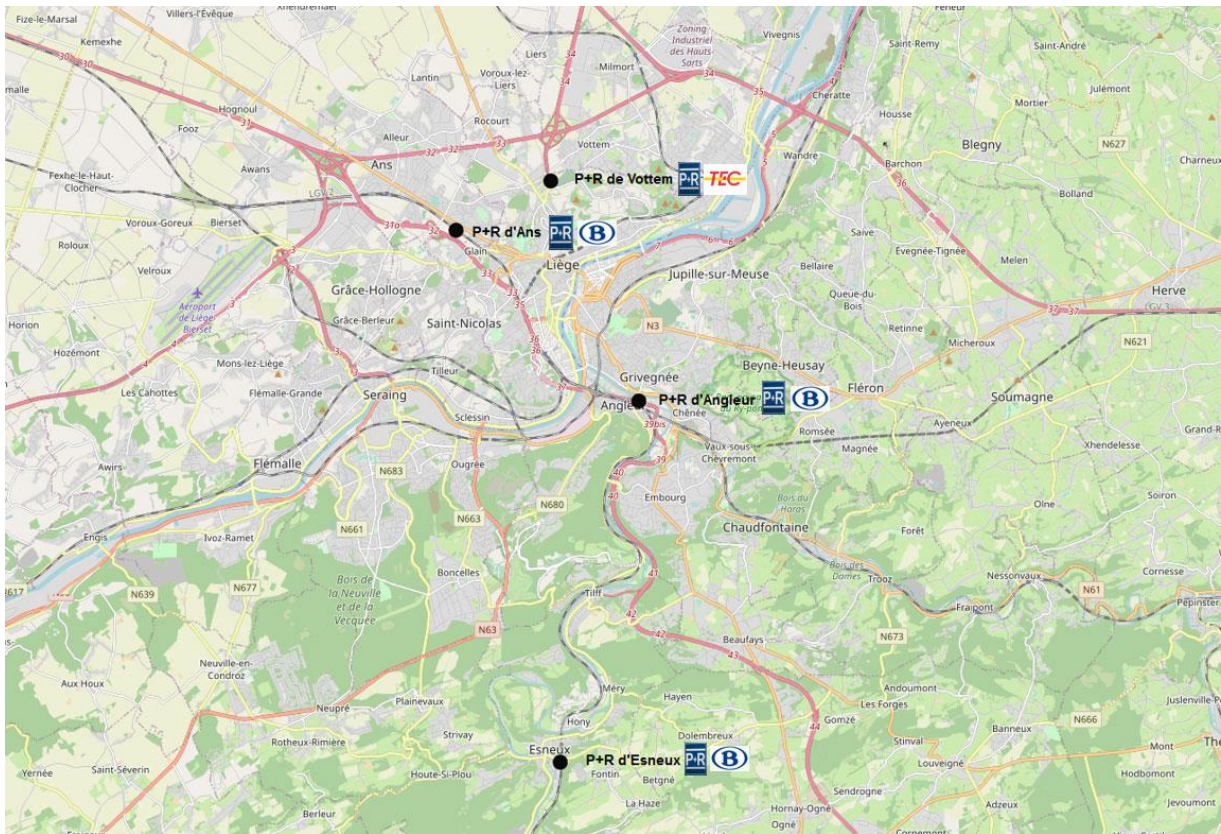 Fize-le-Marsal
Villers-l'Évêque
Xhendremael
Kemexhe
Liers
Milmort
Zoning
Industriel
des Hauts
Sarts
Vivegnis
Feneur
Saint-Remy
Saint-André
Julémont
Mortier
Charneux
Housse
Cheratte
Lantin
Voroux-lez-
Liers
Hognoul
Fooz
Alleur
Rocourt
Vottem
Wandre
Barchon
Blegny
N627
Bolland
Awans
Ans
Fexhe-le-Haut-
Clocher
LGV 2
P+R de Vottem P+R TEC
Voroux-Goreux
Bierset
Roloux
Velroux
P+R d'Ans P+R B
Glain
Liège
Saive
Évegnée-Tignée
Melen
Jupille-sur-Meuse
Bellaire
Queue-du-
Bois
Herve
LGV 3
Aéroport
de Liège
Bierset
Grâce-Hollogne
Grâce-Berleur
Saint-Nicolas
Horion
Hozémont
Retinne
Micheroux
N3
N621
Mons-lez-Liège
Tilleur
Beyne-Heusay
Fléron
Soumagne
Les Cahottes
Flémalle-Grande
Seraing
Sclessin
Grivegnée
P+R d'Angleur P+R B
Chênée
Romsée
Magnée
Ayeneux
Xhendelesse
Vaux-sous-
Chèvremont
39bis
Awirs
Flémalle
N683
Ougrée
Embourg
Bois du
Haras
Olne
Soiron
N680
N663
N661
Engis
Ivoz-Ramet
Chaudfontaine
Forêt
Boncelles
Bois des
Dames
Trooz
Nessonvaux
Cornesse
N617
N639
N677
Bois de
la Neuville
et de la
Vecquée
Tilff
Fraipont
N61
Pepinster
N63
Beaufays
N673
Neuville-en-
Condroz
Aux Houx
Neupré
Plainevaux
Méry
Hayen
Andoumont
Les Forges
Gomzé
Banneux
N666
Hony
Dolembreux
Rotheux-Rimière
Strivay
Esneux
P+R d'Esneux P+R B
Stinval
Louveigné
Mont
Yernée
Saint-Séverin
Houte-Si-Plou
Fontin
Betgné
Hodbomont
La Haze
Sendrogne
Berleur
Hornay-Ogné
Ogné
Adzeux
Jevoumont
Cornemont